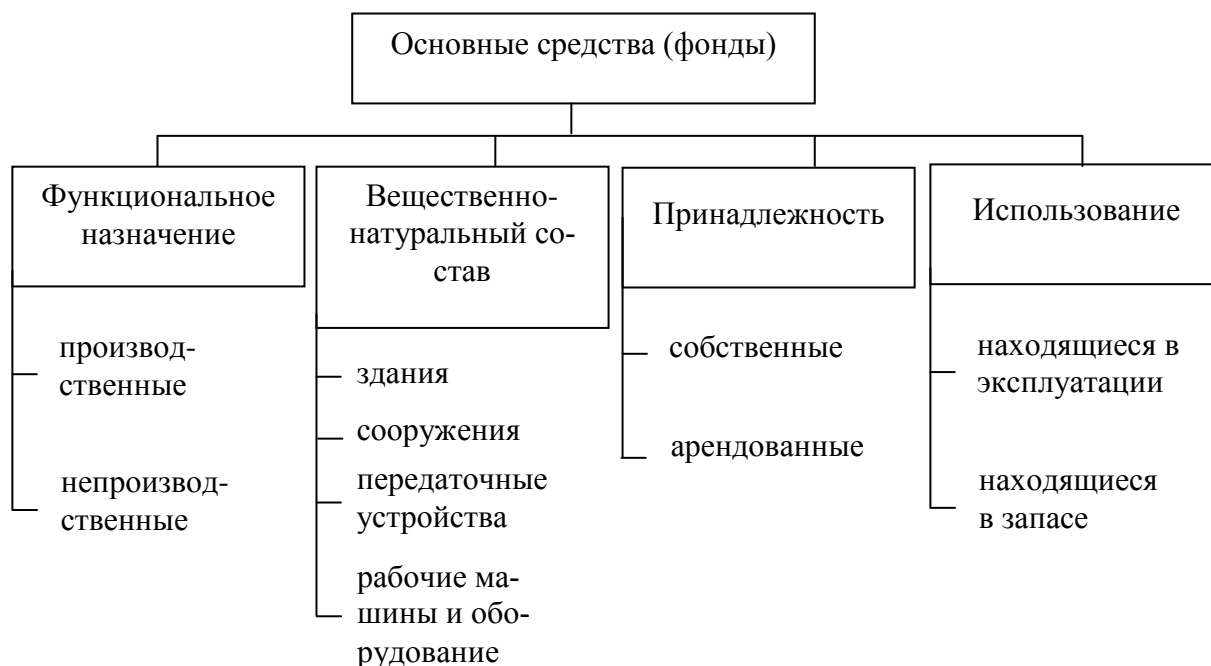 Основные средства (фонды)
Функциональное
назначение
Вещественно-
натуральный со-
став
Принадлежность
Использование
производ-
ственные
непроизвод-
ственные
здания
сооружения
передаточные
устройства
рабочие ма-
шины и обо-
рудование
собственные
арендованные
находящиеся в
эксплуатации
находящиеся
в запасе